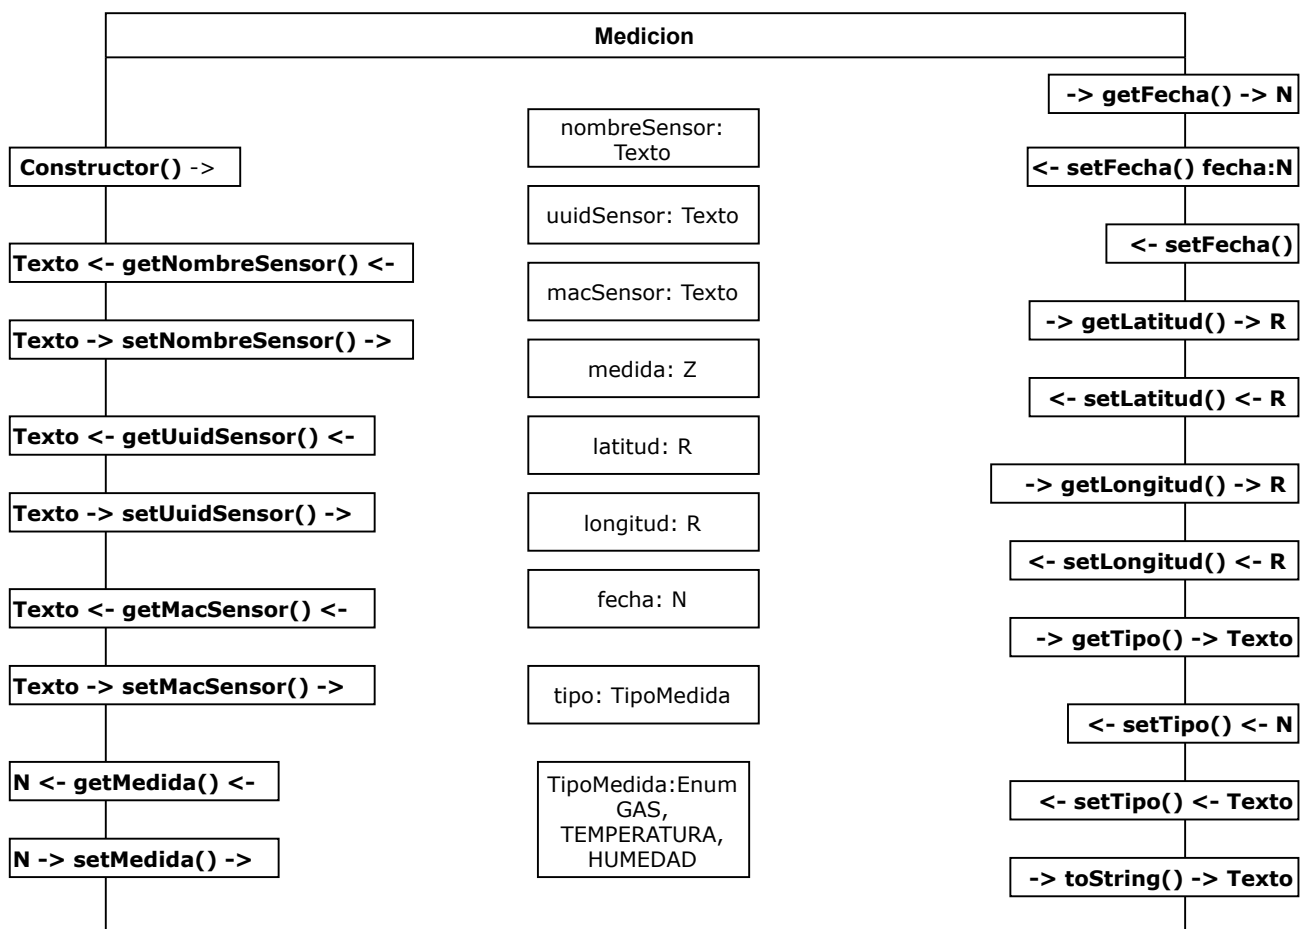 Medicion
Constructor() ->
Texto <- getNombreSensor() <-
Texto -> setNombreSensor() ->
Texto <- getUuidSensor() <-
Texto -> setUuidSensor() ->
Texto <- getMacSensor() <-
Texto -> setMacSensor() ->
N <- getMedida() <-
N -> setMedida() ->
nombreSensor:
Texto
uuidSensor: Texto
macSensor: Texto
medida: Z
latitud: R
longitud: R
fecha: N
tipo: TipoMedida
TipoMedida:Enum
GAS,
TEMPERATURA,
HUMEDAD
-> getFecha() -> N
<- setFecha() fecha:N
<- setFecha()
-> getLatitud() -> R
<- setLatitud() <- R
-> getLongitud() -> R
<- setLongitud() <- R
-> getTipo() -> Texto
<- setTipo() <- N
<- setTipo() <- Texto
-> toString() -> Texto